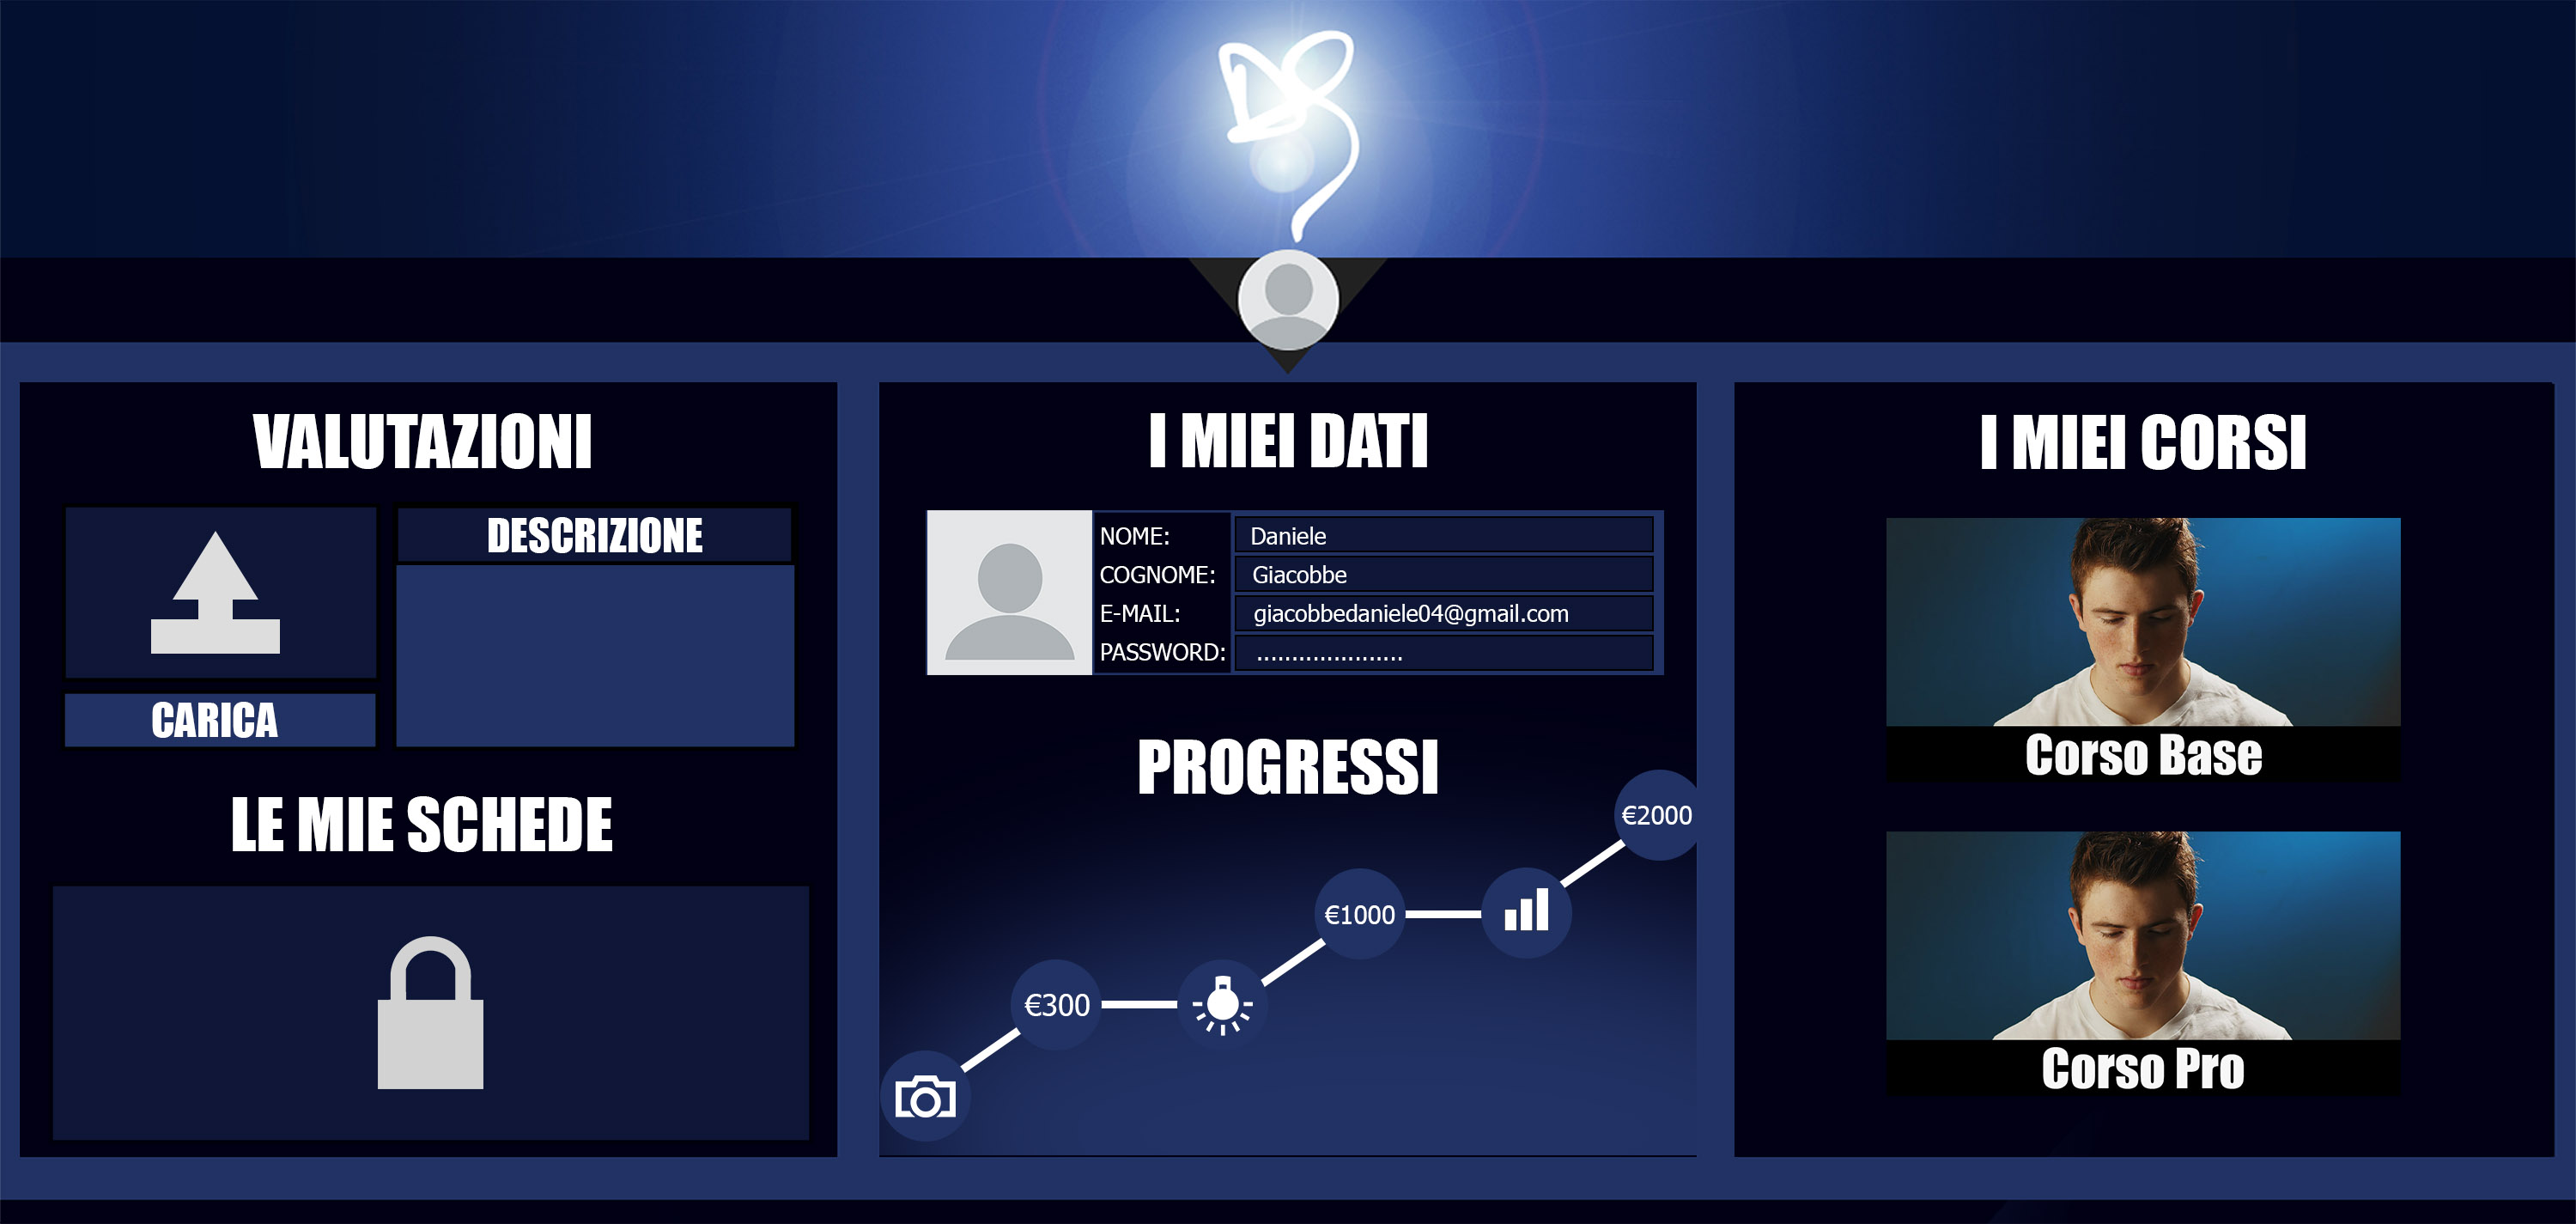 VALUTAZIONI
DESCRIZIONE
CARICA
LE MIE SCHEDE
I MIEI DATI
NOME: Daniele
COGNOME: Giacobbe
E-MAIL: giacobbedaniele04@gmail.com
PASSWORD: .....................
PROGRESSI
€2000
€1000
€300
I MIEI CORSI
Corso Base
Corso Pro